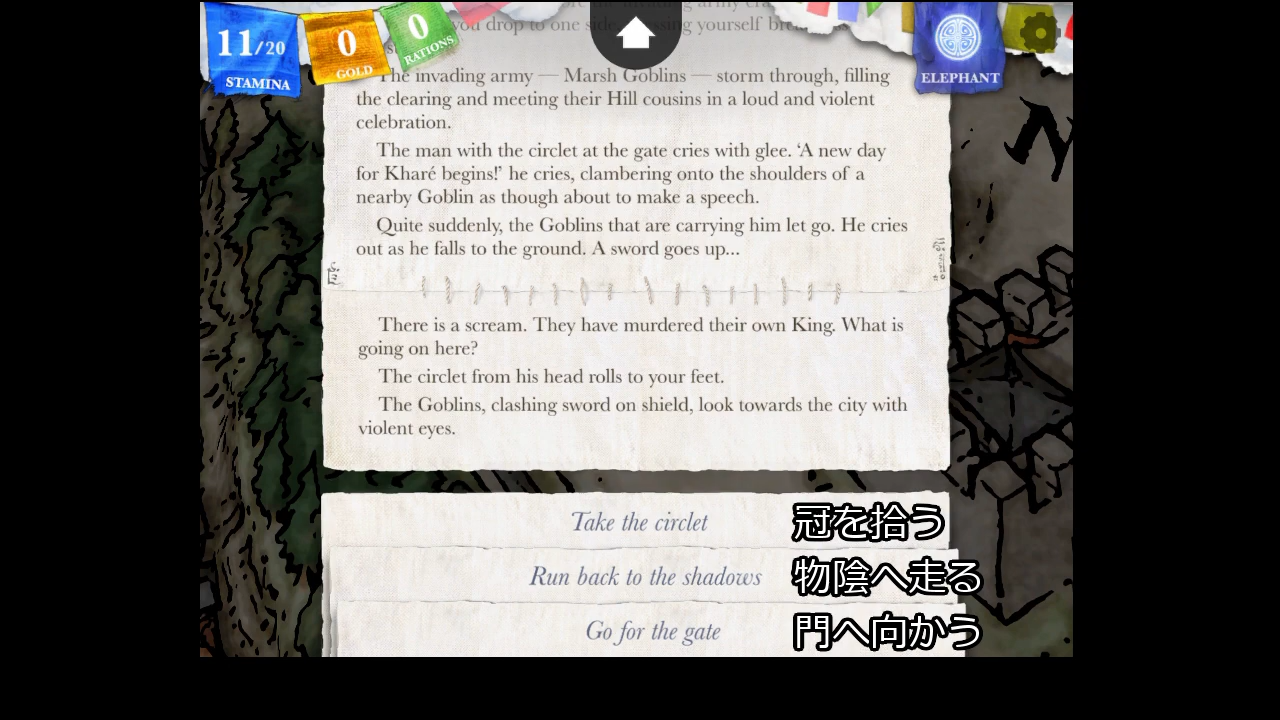 11/20
STAMINA
0
GOLD
0
RATIONS
ELEPHANT
you drop to one side, pressing yourself
The invading army — Marsh Goblins — storm through, filling
the clearing and meeting their Hill cousins in a loud and violent
celebration.
The man with the circlet at the gate cries with glee. ‘A new day
for Kharé begins!’ he cries, clambering onto the shoulders of a
nearby Goblin as though about to make a speech.
Quite suddenly, the Goblins that are carrying him let go. He cries
out as he falls to the ground. A sword goes up...
There is a scream. They have murdered their own King. What is
going on here?
The circlet from his head rolls to your feet.
The Goblins, clashing sword on shield, look towards the city with
violent eyes.
Take the circlet 冠を拾う
Run back to the shadows 物陰へ走る
Go for the gate 門へ向かう